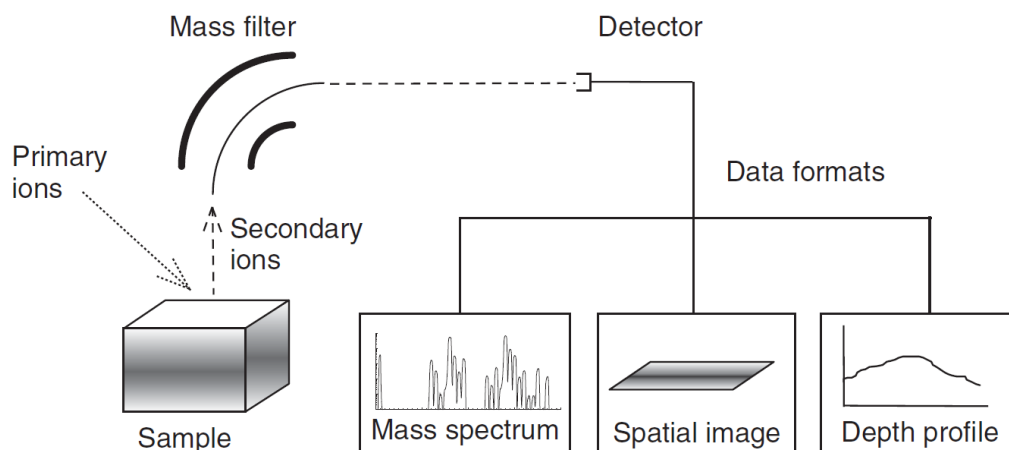 Mass filter
Detector
Primary
ions
Data formats
Secondary
ions
Sample
Mass spectrum
Spatial image
Depth profile